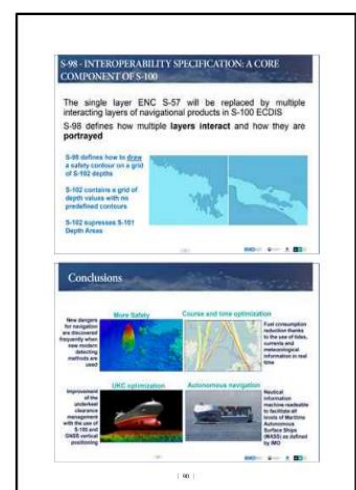 S-98 - INTEROPERABILITY SPECIFICATION: A CORE
COMPONENT OF S-100
The single layer ENC S-57 will be replaced by multiple
interacting layers of navigational products in S-100 ECDIS
S-98 defines how multiple layers interact and how they are
portrayed
S-98 defines how to draw
a safety contour on a grid
of S-102 depths
S-102 contains a grid of
depth values with no
predefined contours
S-102 supresses S-101
Depth Areas
Conclusions
More Safety
New dangers
for navigation
are discovered
frequently when
new modern
detecting
methods are
used
Course and time optimization
Fuel consumption
reduction thanks
to the use of tides,
currents and
meteorological
information in real
time
UKC optimization
Improvement
of the
underkeel
clearance
management
with the use of
S-100 and
GNSS vertical
positioning
Autonomous navigation
Nautical
information
machine readable
to facilitate all
levels of Maritime
Autonomous
Surface Ships
(MASS) as defined
by IMO
| 90 |